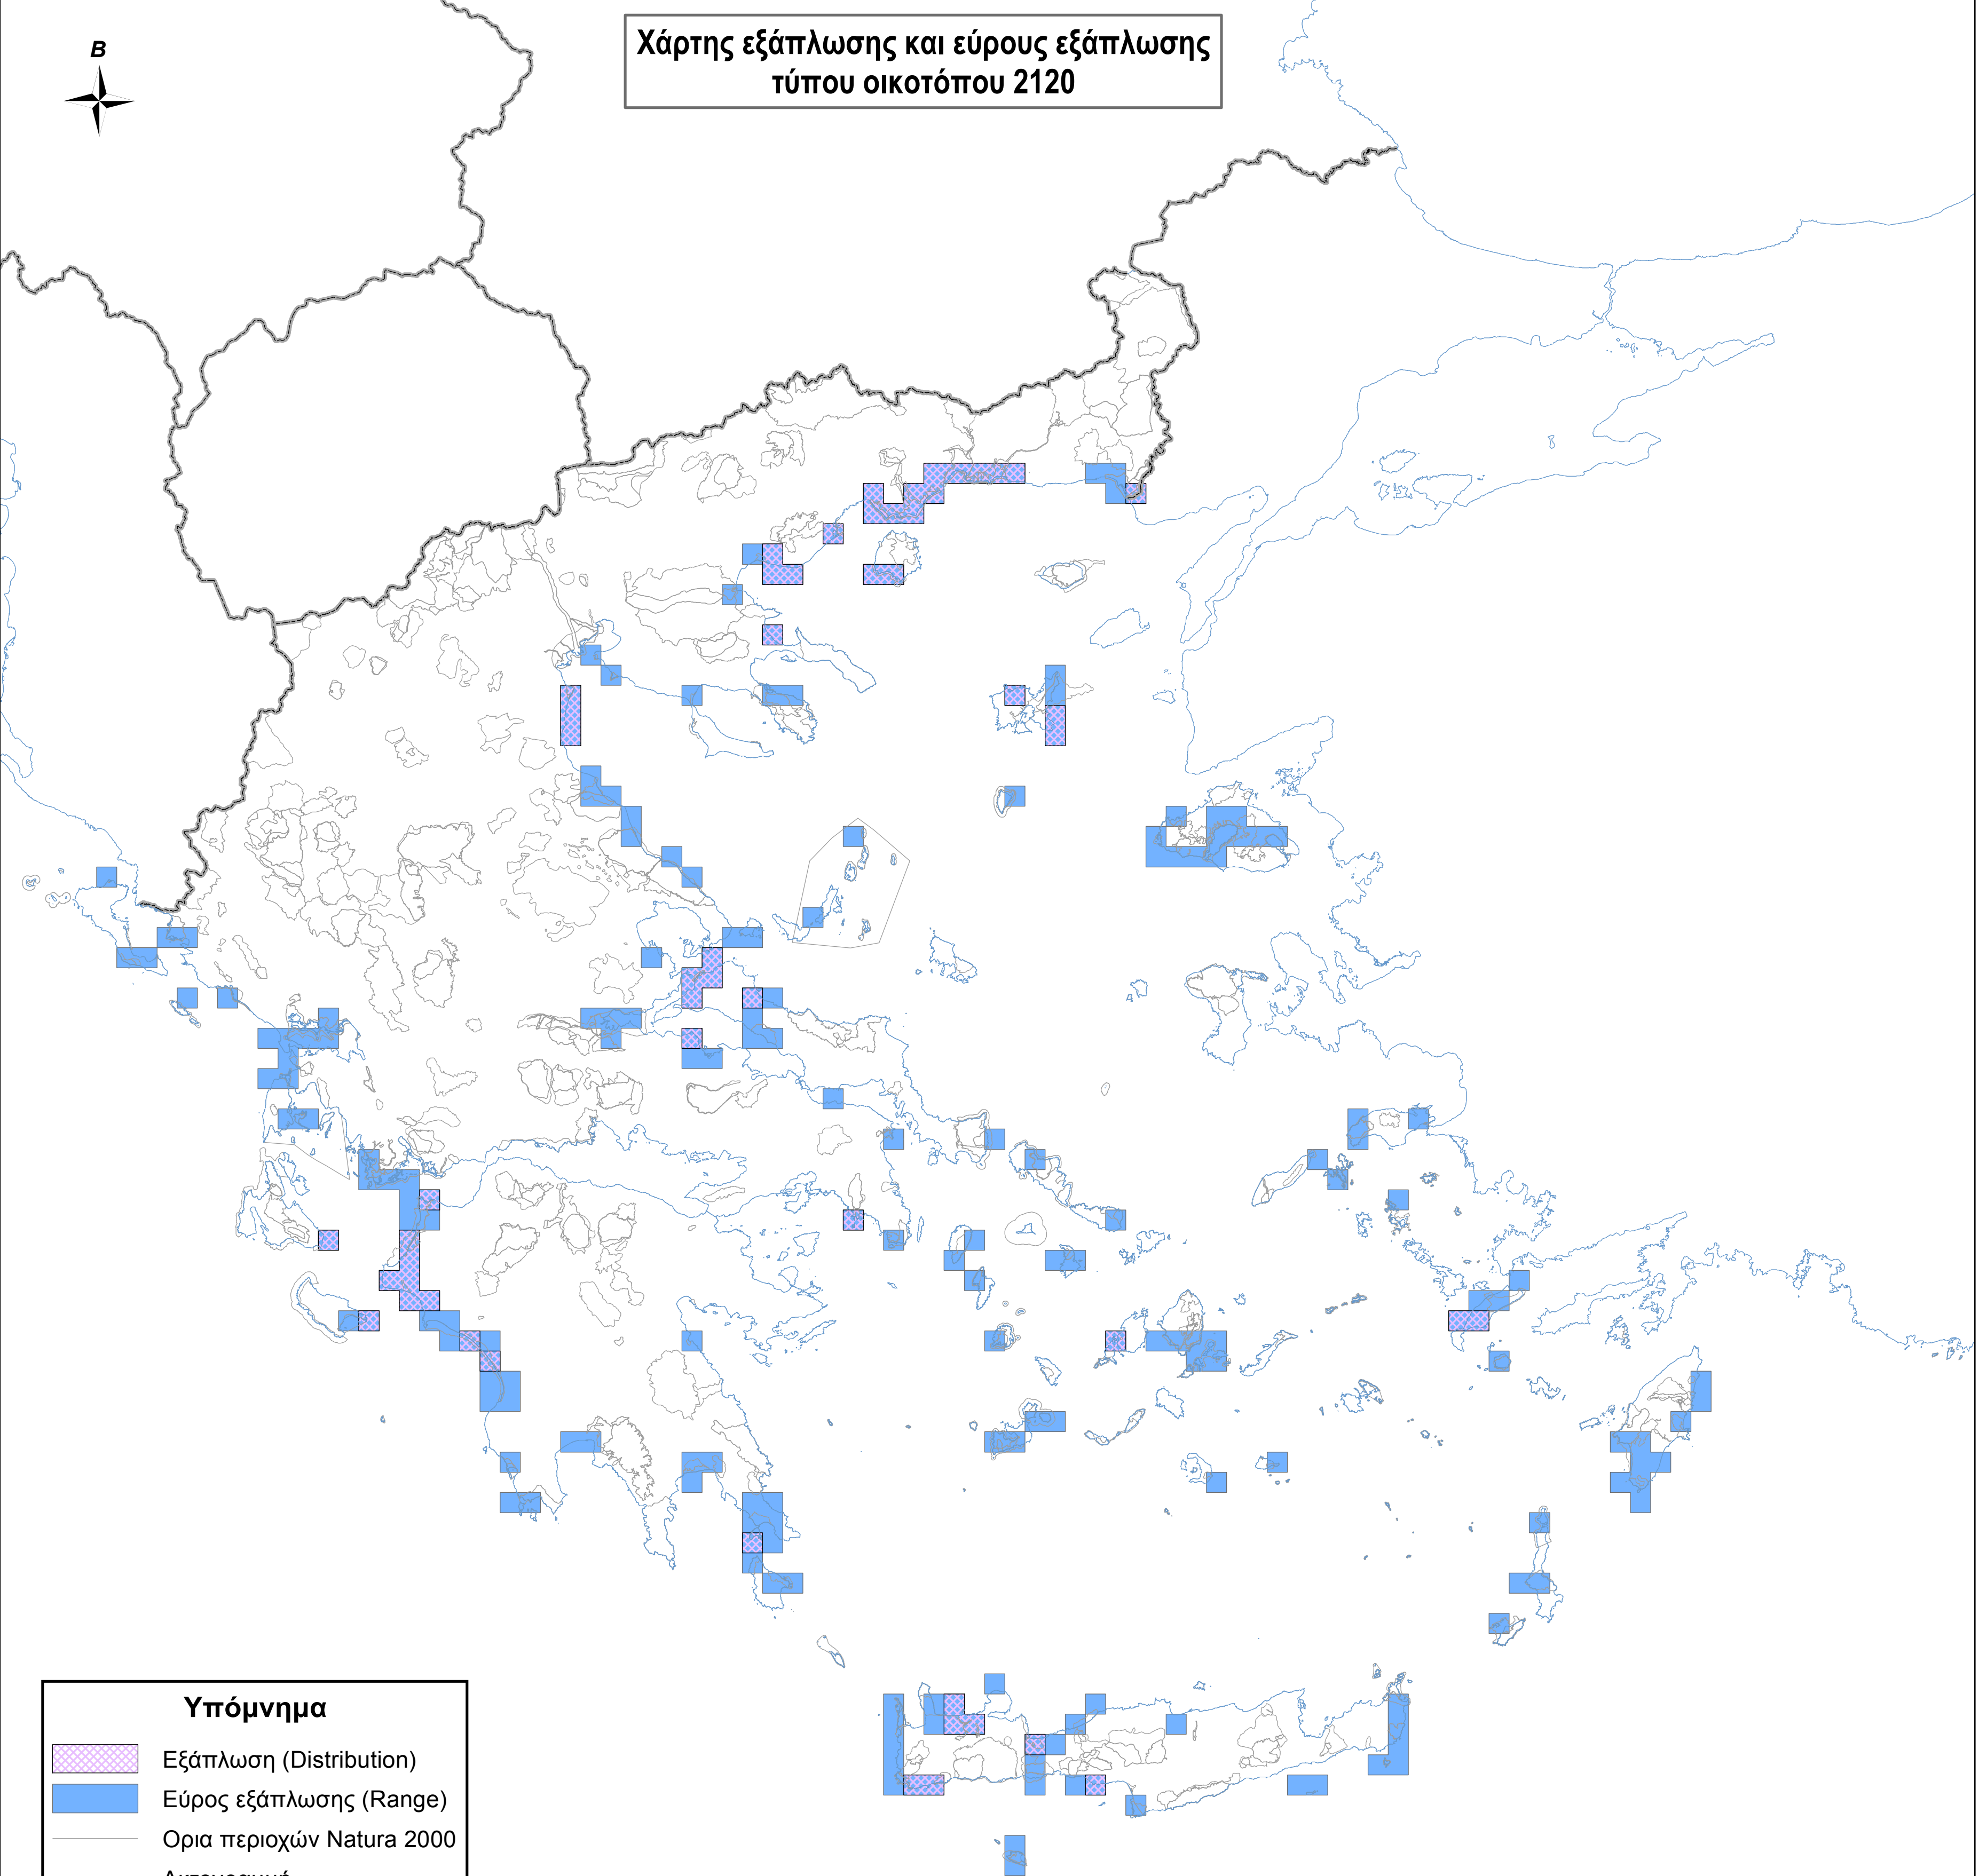 Χάρτης εξάπλωσης και εύρους εξάπλωσης
τύπου οικοτόπου 2120
Β
Υπόμνημα
Εξάπλωση (Distribution)
Εύρος εξάπλωσης (Range)
Ορια περιοχών Natura 2000